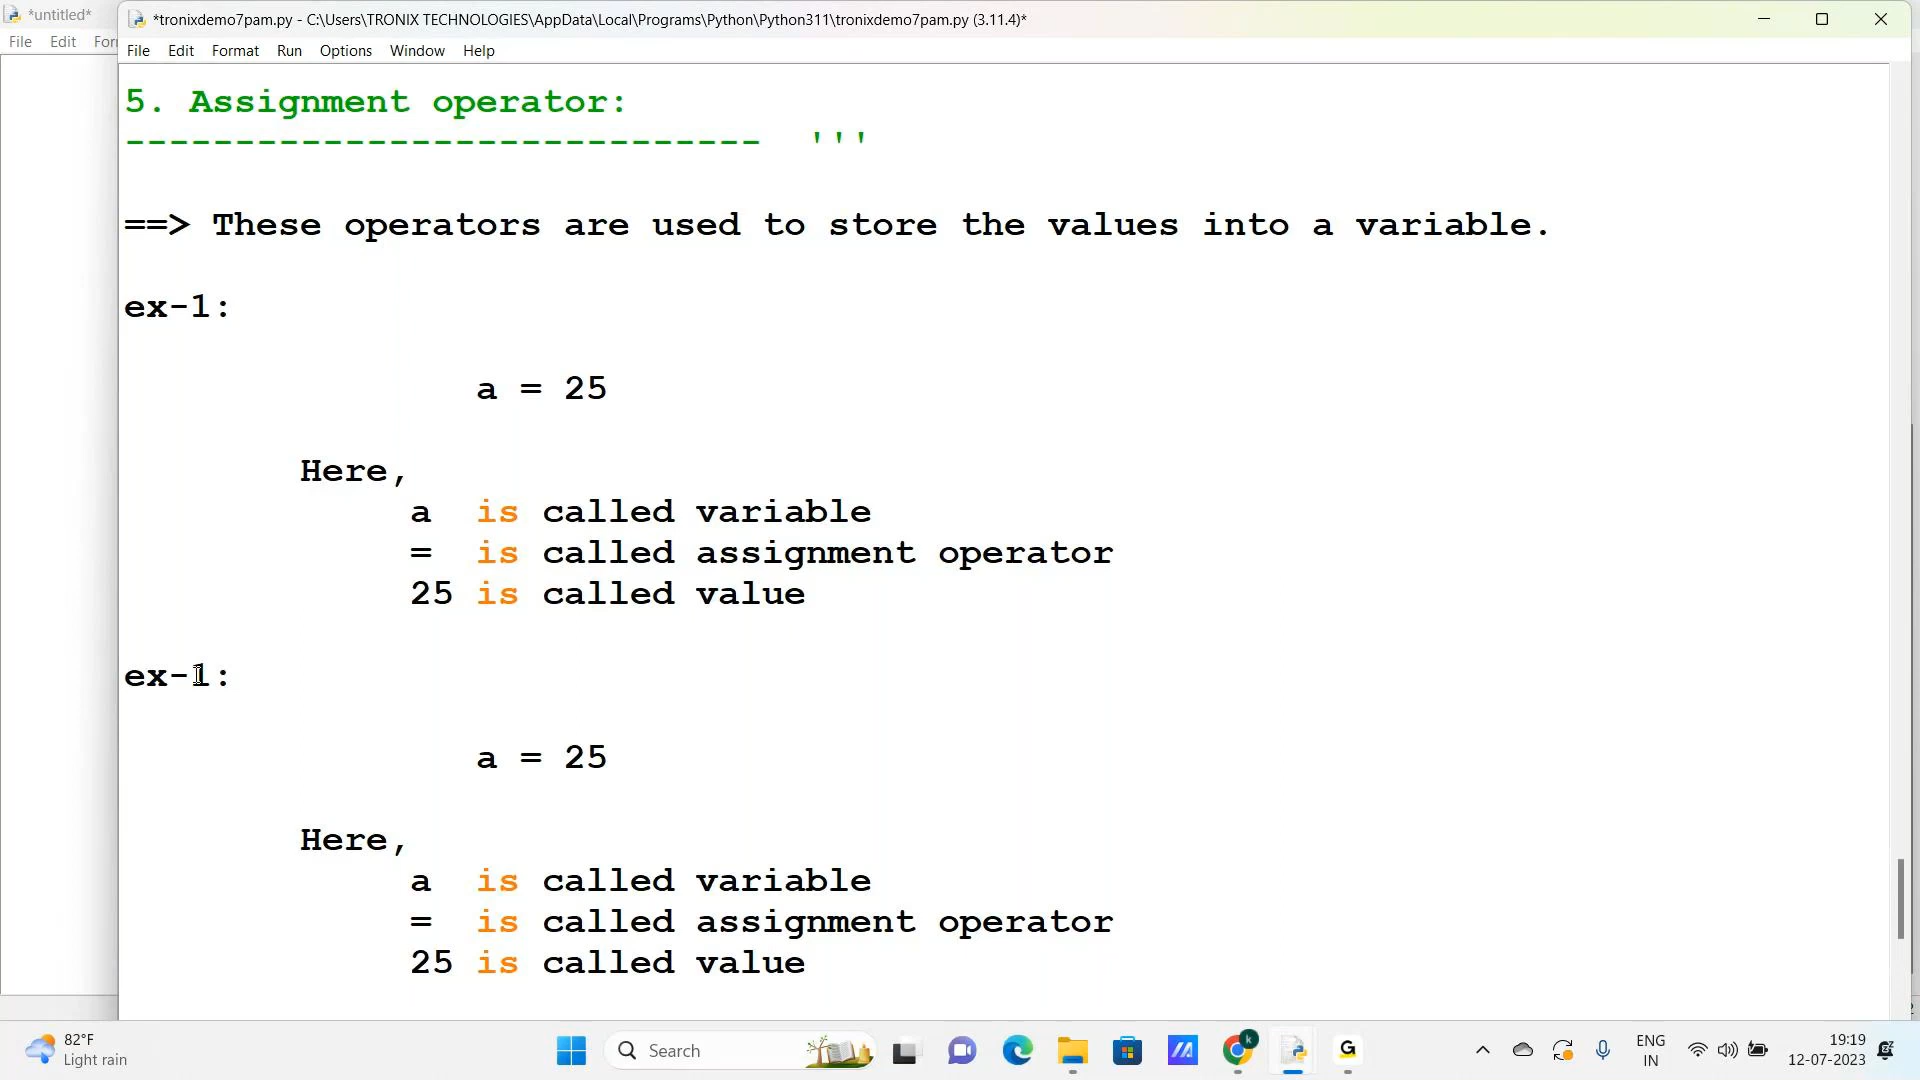 *untitled*
*tronixdemo7pam.py - C:\Users\TRONIX TECHNOLOGIES\AppData\Local\Programs\Python\Python311\tronixdemo7pam.py (3.11.4)*
File Edit
File Edit Format Run Options Window Help
5. Assignment operator:
----------------------------- '''
==> These operators are used to store the values into a variable.
ex-1:
a = 25
Here,
a is called variable
= is called assignment operator
25 is called value
ex-1:
a = 25
Here,
a is called variable
= is called assignment operator
25 is called value
82°F
Light rain
Search
ENG
IN
19:19
12-07-2023